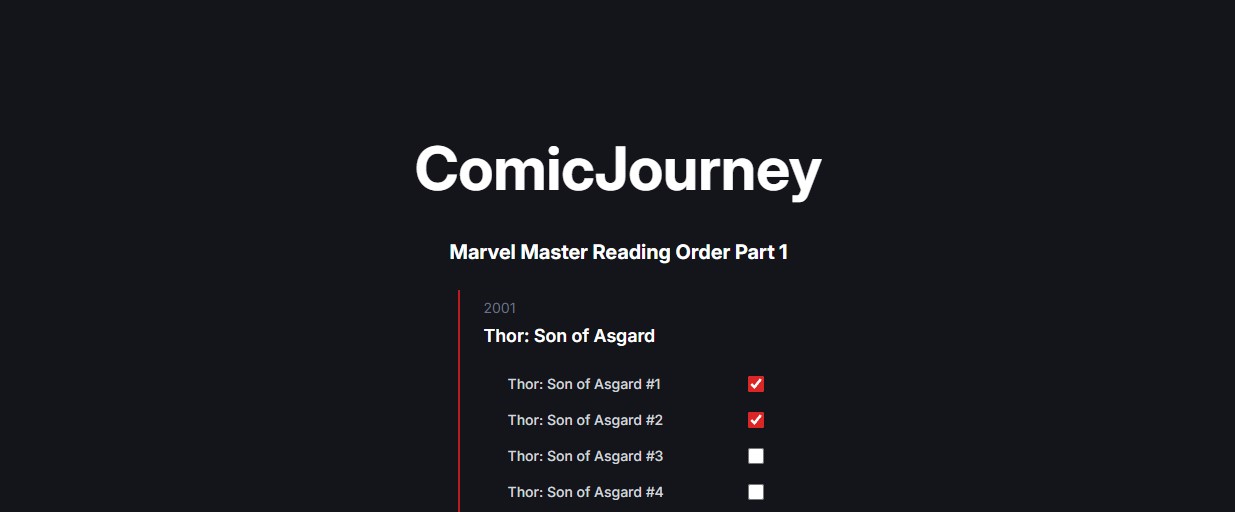 ComicJourney
Marvel Master Reading Order Part 1
2001
Thor: Son of Asgard
Thor: Son of Asgard #1
Thor: Son of Asgard #2
Thor: Son of Asgard #3
Thor: Son of Asgard #4